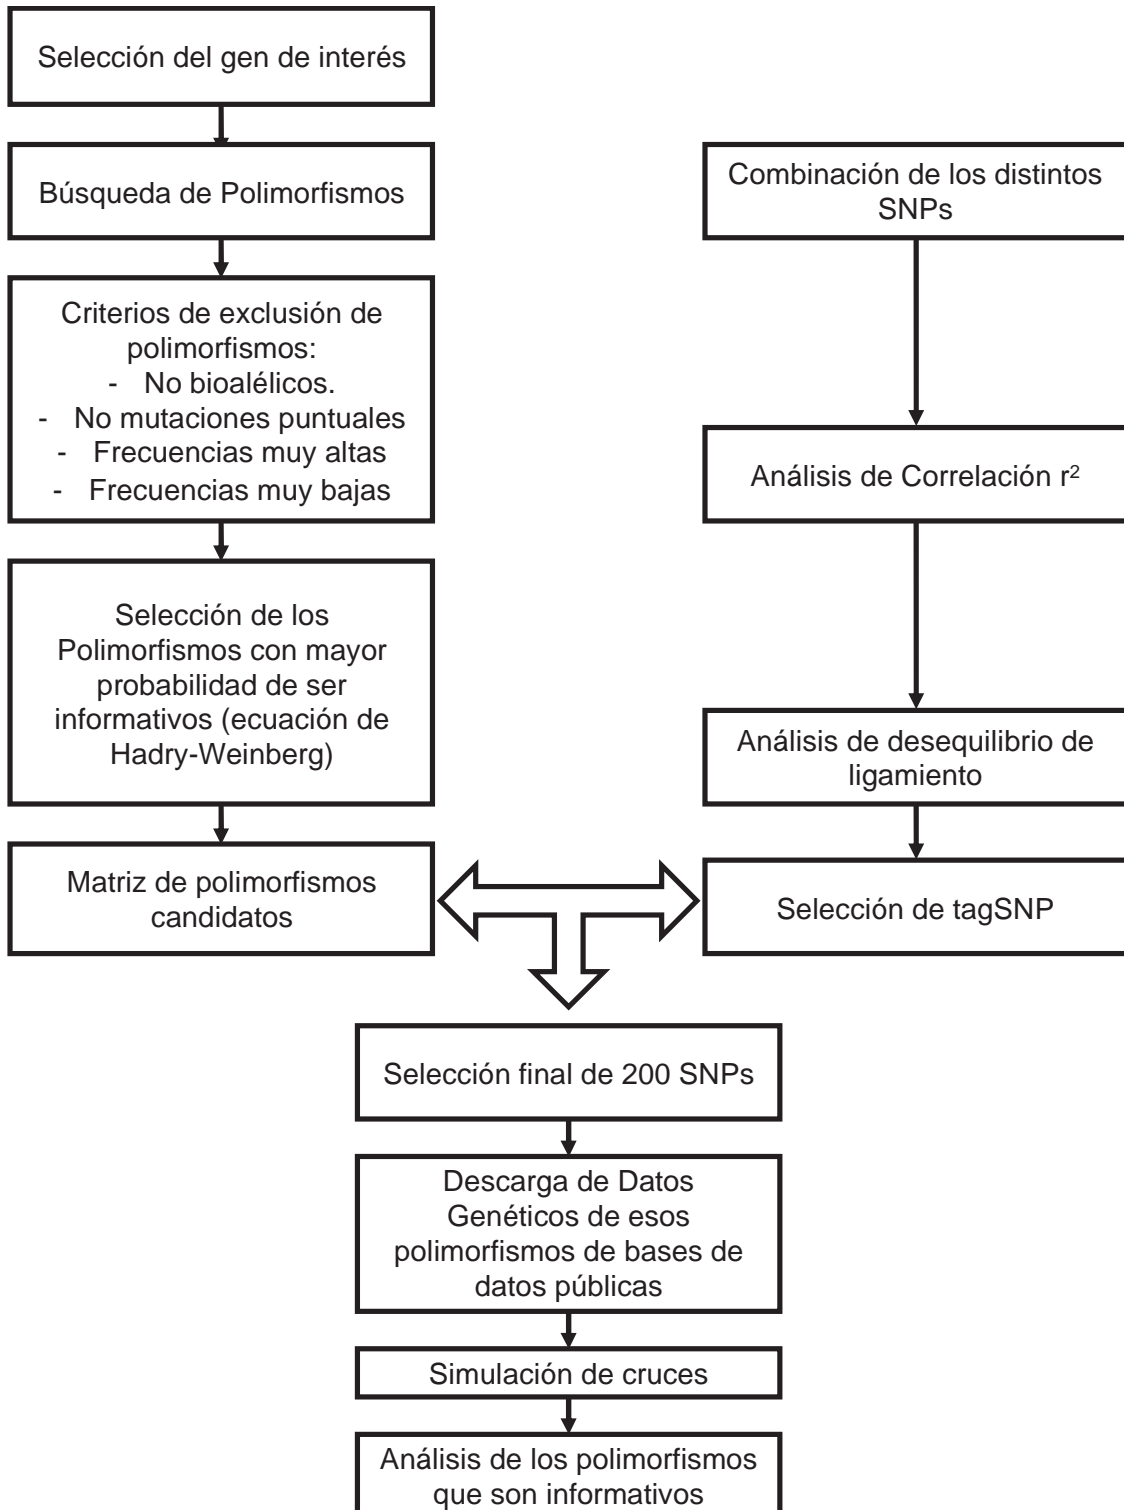 Selección del gen de interés
Búsqueda de Polimorfismos
Criterios de exclusión de
polimorfismos:
- No bioalélicos.
- No mutaciones puntuales
- Frecuencias muy altas
- Frecuencias muy bajas
Selección de los
Polimorfismos con mayor
probabilidad de ser
informativos (ecuación de
Hadry-Weinberg)
Matriz de polimorfismos
candidatos
Combinación de los distintos
SNPs
Análisis de Correlación r²
Análisis de desequilibrio de
ligamiento
Selección de tagSNP
Selección final de 200 SNPs
Descarga de Datos
Genéticos de esos
polimorfismos de bases de
datos públicas
Simulación de cruces
Análisis de los polimorfismos
que son informativos